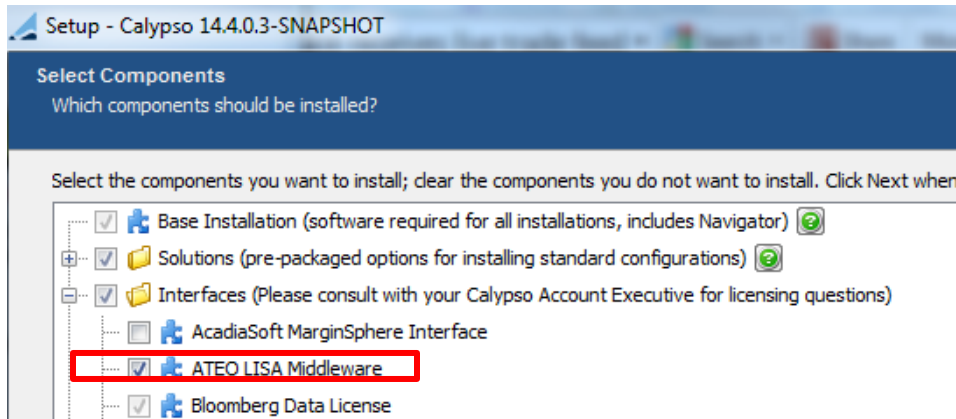 Setup - Calypso 14.4.0.3-SNAPSHOT
Select Components
Which components should be installed?
Select the components you want to install; clear the components you do not want to install. Click Next when
Base Installation (software required for all installations, includes Navigator)
Solutions (pre-packaged options for installing standard configurations)
Interfaces (Please consult with your Calypso Account Executive for licensing questions)
AcadiaSoft MarginSphere Interface
ATEO LISA Middleware
Bloomberg Data License